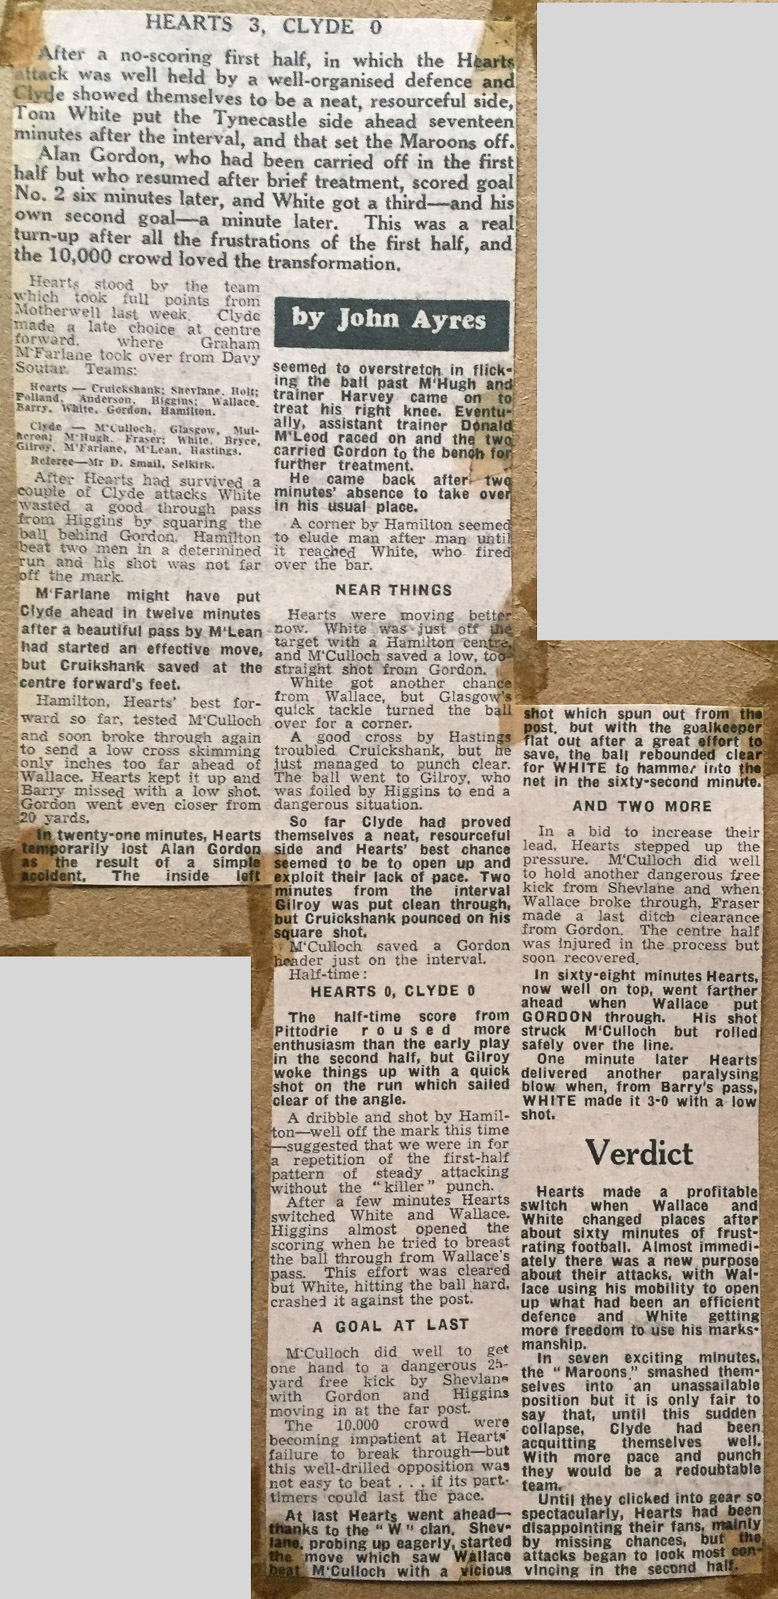 HEARTS 3, CLYDE 0
After a no-scoring first half, in which the Hearts
attack was well held by a well-organised defence and
Clyde showed themselves to be a neat, resourceful side,
Tom White put the Tynecastle side ahead seventeen
minutes after the interval, and that set the Maroons off.
Alan Gordon, who had been carried off in the first
half but who resumed after brief treatment, scored goal
No. 2 six minutes later, and White got a third—and his
own second goal—a minute later. This was a real
turn-up after all the frustrations of the first half, and
the 10,000 crowd loved the transformation.
Hearts stood by the team
which took full points from
Motherwell last week. Clyde
made a late choice at centre
forward, where Graham
M'Farlane took over from Davy
Soutar. Teams:
Hearts — Cruickshank; Shevlane, Holt;
Polland, Anderson, Higgins; Wallace,
Barry, White, Gordon, Hamilton.
Clyde — M'Culloch; Glasgow, Mul-
heron; M'Hugh, Fraser; White, Bryce,
Gilroy, M'Farlane, M'Lean, Hastings.
Referee—Mr D. Small, Selkirk.
After Hearts had survived a
couple of Clyde attacks White
wasted a good through pass
from Higgins by squaring the
ball behind Gordon. Hamilton
beat two men in a determined
run and his shot was not far
off the mark.
M'Farlane might have put
Clyde ahead in twelve minutes
after a beautiful pass by M'Lean
had started an effective move,
but Cruikshank saved at the
centre forward's feet.
Hamilton, Hearts' best for-
ward so far, tested M'Culloch
and soon broke through again
to send a low cross skimming
only inches too far ahead of
Wallace. Hearts kept it up and
Barry missed with a low shot.
Gordon went even closer from
20 yards.
In twenty-one minutes, Hearts
temporarily lost Alan Gordon
as the result of a simple
accident. The inside left
by John Ayres
seemed to overstretch in flick-
ing the ball past M'Hugh and
trainer Harvey came on to
treat his right knee. Eventu-
ally, assistant trainer Donald
M'Leod raced on and the two
carried Gordon to the bench for
further treatment.
He came back after two
minutes' absence to take over
in his usual place.
A corner by Hamilton seemed
to elude man after man until
it reached White, who fired
over the bar.
NEAR THINGS
Hearts were moving better
now. White was just off the
target with a Hamilton centre,
and M'Culloch saved a low, too-
straight shot from Gordon.
White got another chance
from Wallace, but Glasgow's
quick tackle turned the ball
over for a corner.
A good cross by Hastings
troubled Cruickshank, but he
just managed to punch clear.
The ball went to Gilroy, who
was foiled by Higgins to end a
dangerous situation.
So far Clyde had proved
themselves a neat, resourceful
side and Hearts' best chance
seemed to be to open up and
exploit their lack of pace. Two
minutes from the interval
Gilroy was put clean through,
but Cruickshank pounced on his
square shot.
M'Culloch saved a Gordon
header just on the interval.
Half-time:
HEARTS 0, CLYDE 0
The half-time score from
Pittodrie roused more
enthusiasm than the early play
in the second half, but Gilroy
woke things up with a quick
shot on the run which sailed
clear of the angle.
A dribble and shot by Hamil-
ton—well off the mark this time
—suggested that we were in for
a repetition of the first-half
pattern of steady attacking
without the "killer" punch.
After a few minutes Hearts
switched White and Wallace.
Higgins almost opened the
scoring when he tried to breast
the ball through from Wallace's
pass. This effort was cleared
but White, hitting the ball hard,
crashed it against the post.
A GOAL AT LAST
M'Culloch did well to get
one hand to a dangerous 25-
yard free kick by Shevlane
with Gordon and Higgins
moving in at the far post.
The 10,000 crowd were
becoming impatient at Hearts'
failure to break through—but
this well-drilled opposition was
not easy to beat . . . if its part-
timers could last the pace.
At last Hearts went ahead—
thanks to the "W" clan. Shev-
lane, probing up eagerly, started
the move which saw Wallace
beat M'Culloch with a vicious
shot which spun out from the
post, but with the goalkeeper
flat out after a great effort to
save, the ball rebounded clear
for WHITE to hammer into the
net in the sixty-second minute.
AND TWO MORE
In a bid to increase their
lead, Hearts stepped up the
pressure. M'Culloch did well
to hold another dangerous free
kick from Shevlane and when
Wallace broke through, Fraser
made a last ditch clearance
from Gordon. The centre half
was injured in the process but
soon recovered.
In sixty-eight minutes Hearts,
now well on top, went farther
ahead when Wallace put
GORDON through. His shot
struck M'Culloch but rolled
safely over the line.
One minute later Hearts
delivered another paralysing
blow when, from Barry's pass,
WHITE made it 3-0 with a low
shot.
Verdict
Hearts made a profitable
switch when Wallace and
White changed places after
about sixty minutes of frust-
rating football. Almost immedi-
ately there was a new purpose
about their attacks, with Wal-
lace using his mobility to open
up what had been an efficient
defence and White getting
more freedom to use his marks-
manship.
In seven exciting minutes,
the "Maroons" smashed them-
selves into an unassailable
position but it is only fair to
say that, until this sudden
collapse, Clyde had been
acquitting themselves well.
With more pace and punch
they would be a redoubtable
team.
Until they clicked into gear so
spectacularly, Hearts had been
disappointing their fans, mainly
by missing chances, but the
attacks began to look most con-
vincing in the second half.